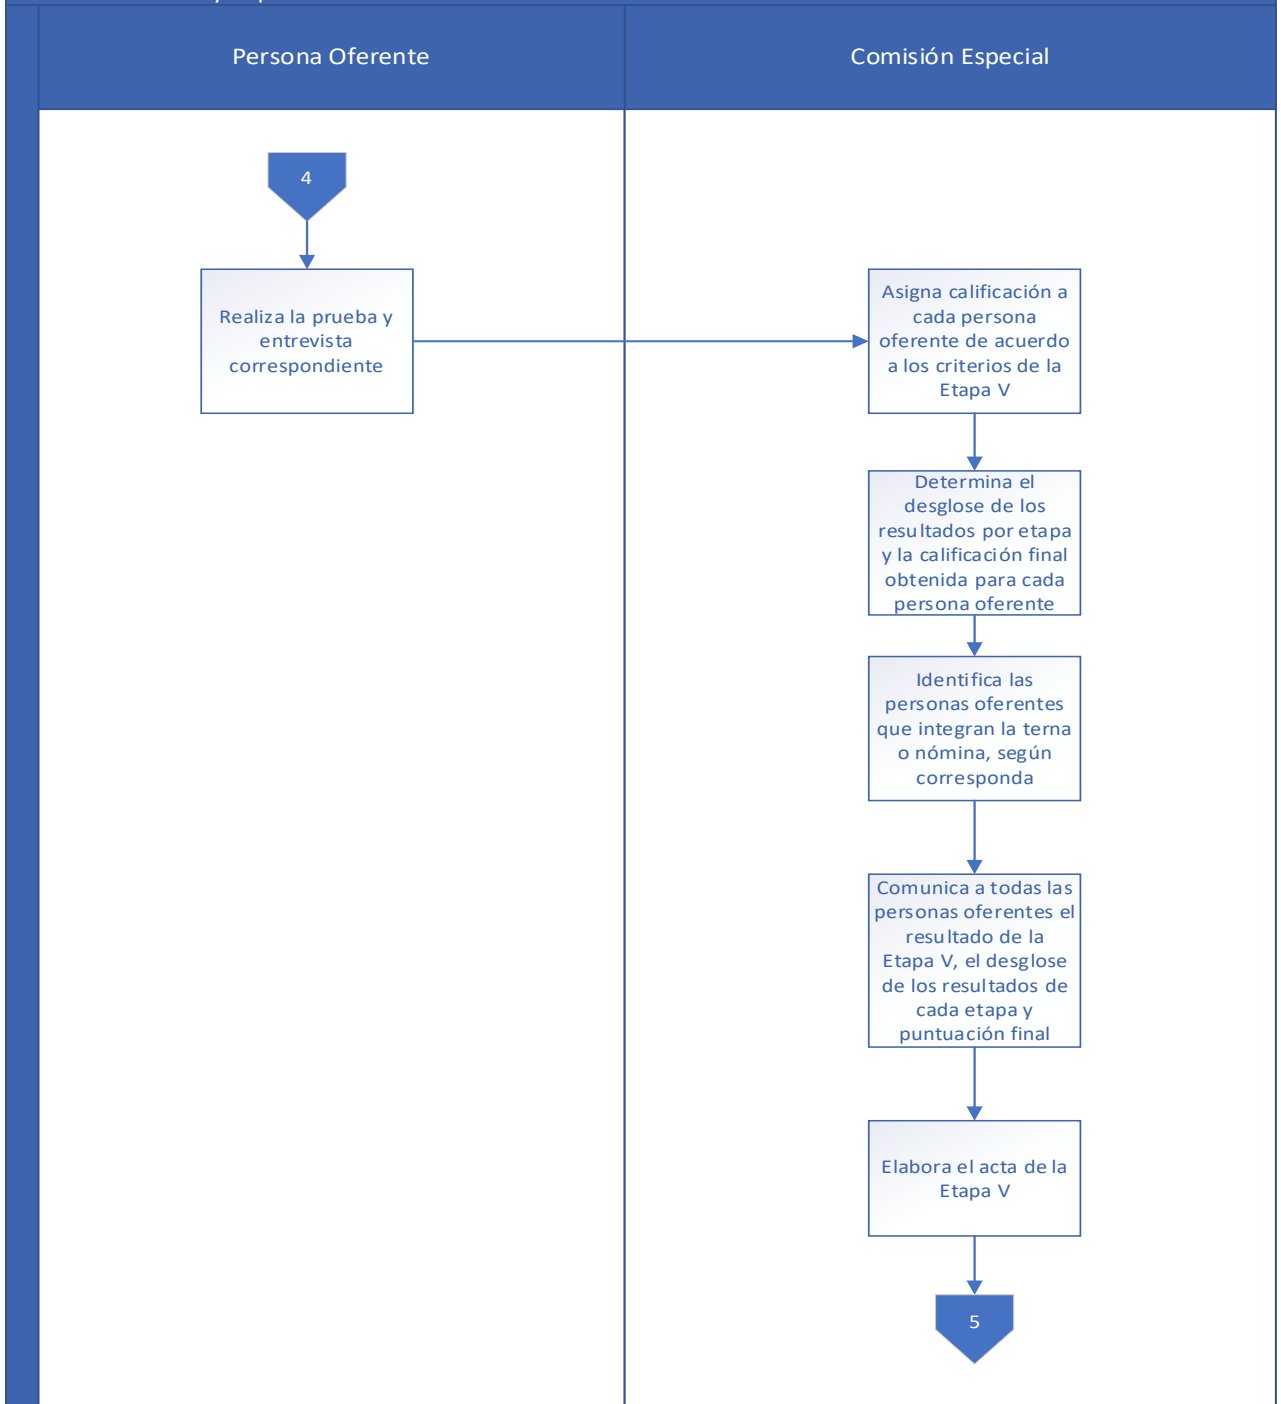 Persona Oferente
Comisión Especial
4
Realiza la prueba y
entrevista
correspondiente
Asigna calificación a
cada persona
oferente de acuerdo
a los criterios de la
Etapa V
Determina el
desglose de los
resultados por etapa
y la calificación final
obtenida para cada
persona oferente
Identifica las
personas oferentes
que integran la terna
o nómina, según
corresponda
Comunica a todas las
personas oferentes el
resultado de la
Etapa V, el desglose
de los resultados de
cada etapa y
puntuación final
Elabora el acta de la
Etapa V
5